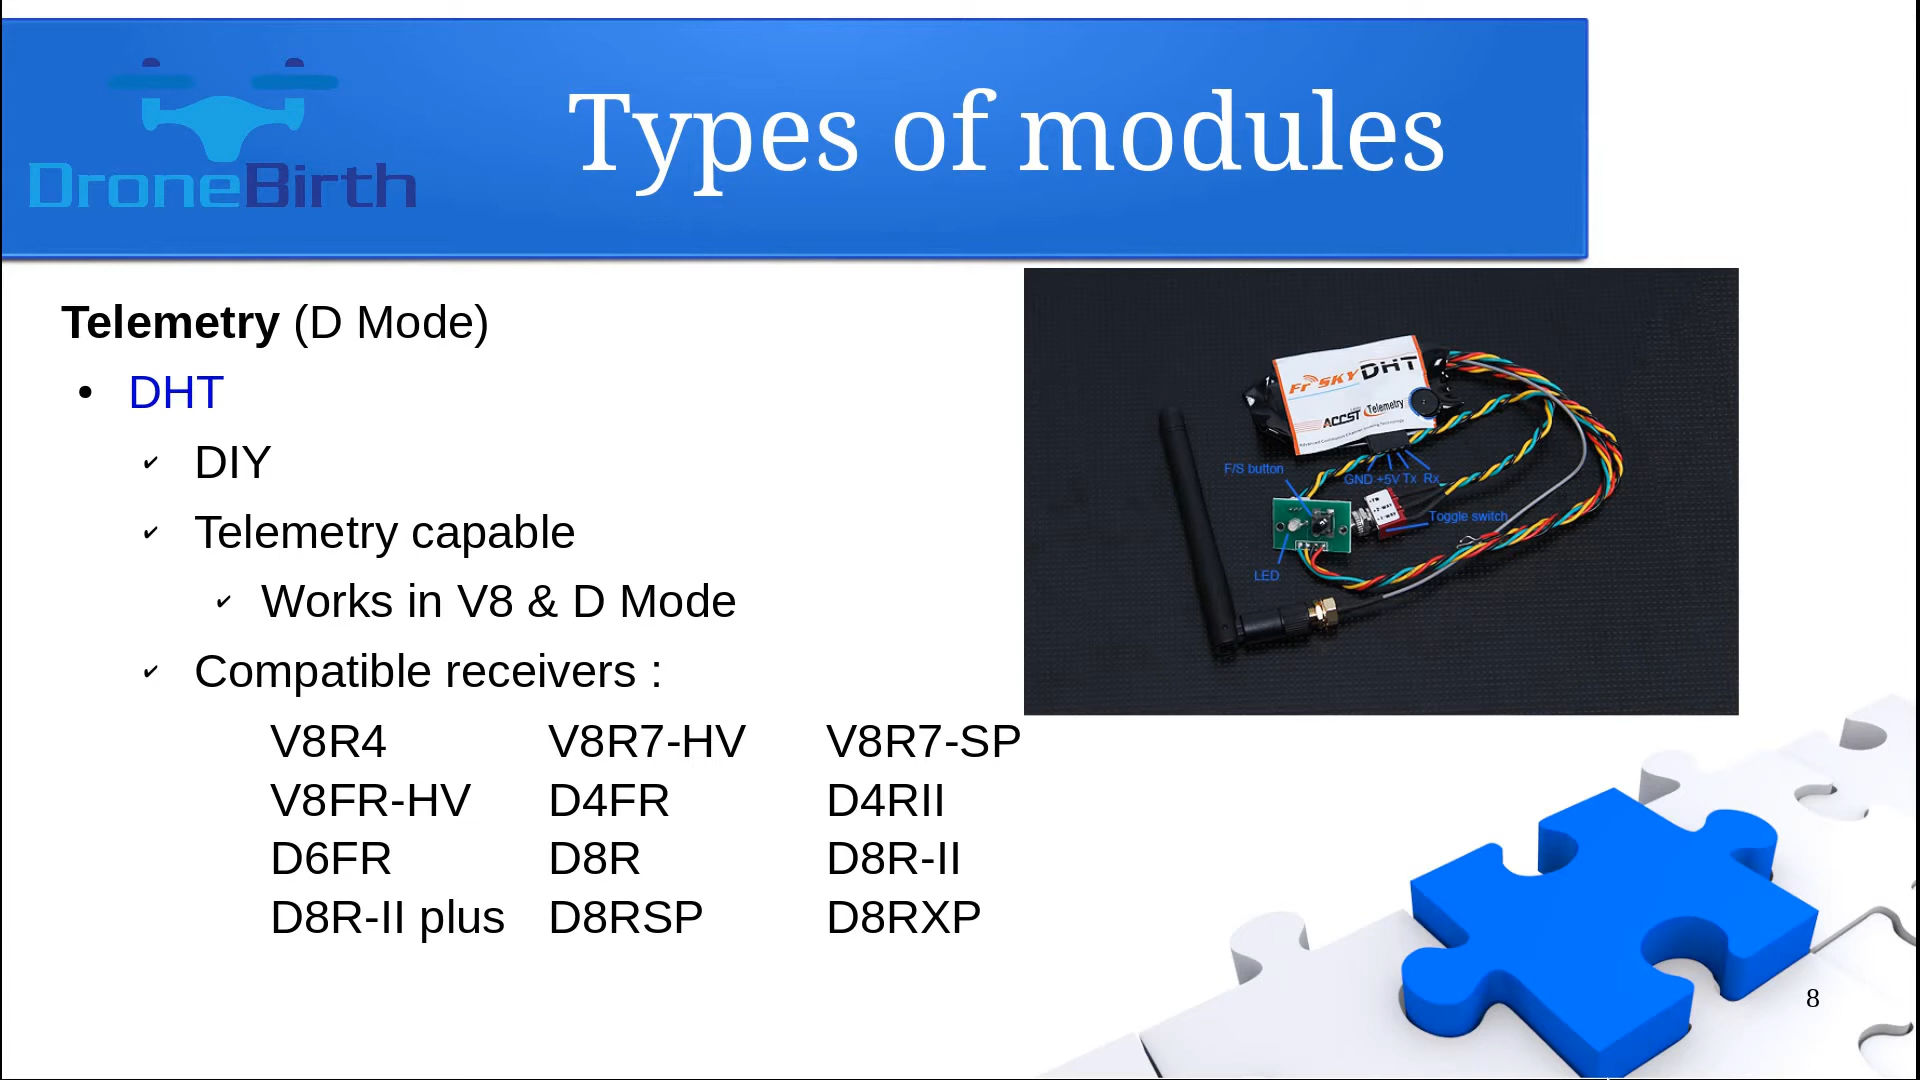 DroneBirth
Types of modules
Telemetry (D Mode)
• DHT
✔ DIY
✔ Telemetry capable
✔ Works in V8 & D Mode
✔ Compatible receivers :
V8R4 V8R7-HV V8R7-SP
V8FR-HV D4FR D4RII
D6FR D8R D8R-II
D8R-II plus D8RSP D8RXP
FrSKY DHT
ACCST Telemetry
F/S button
GND +5V Tx Rx
Toggle switch
LED
8